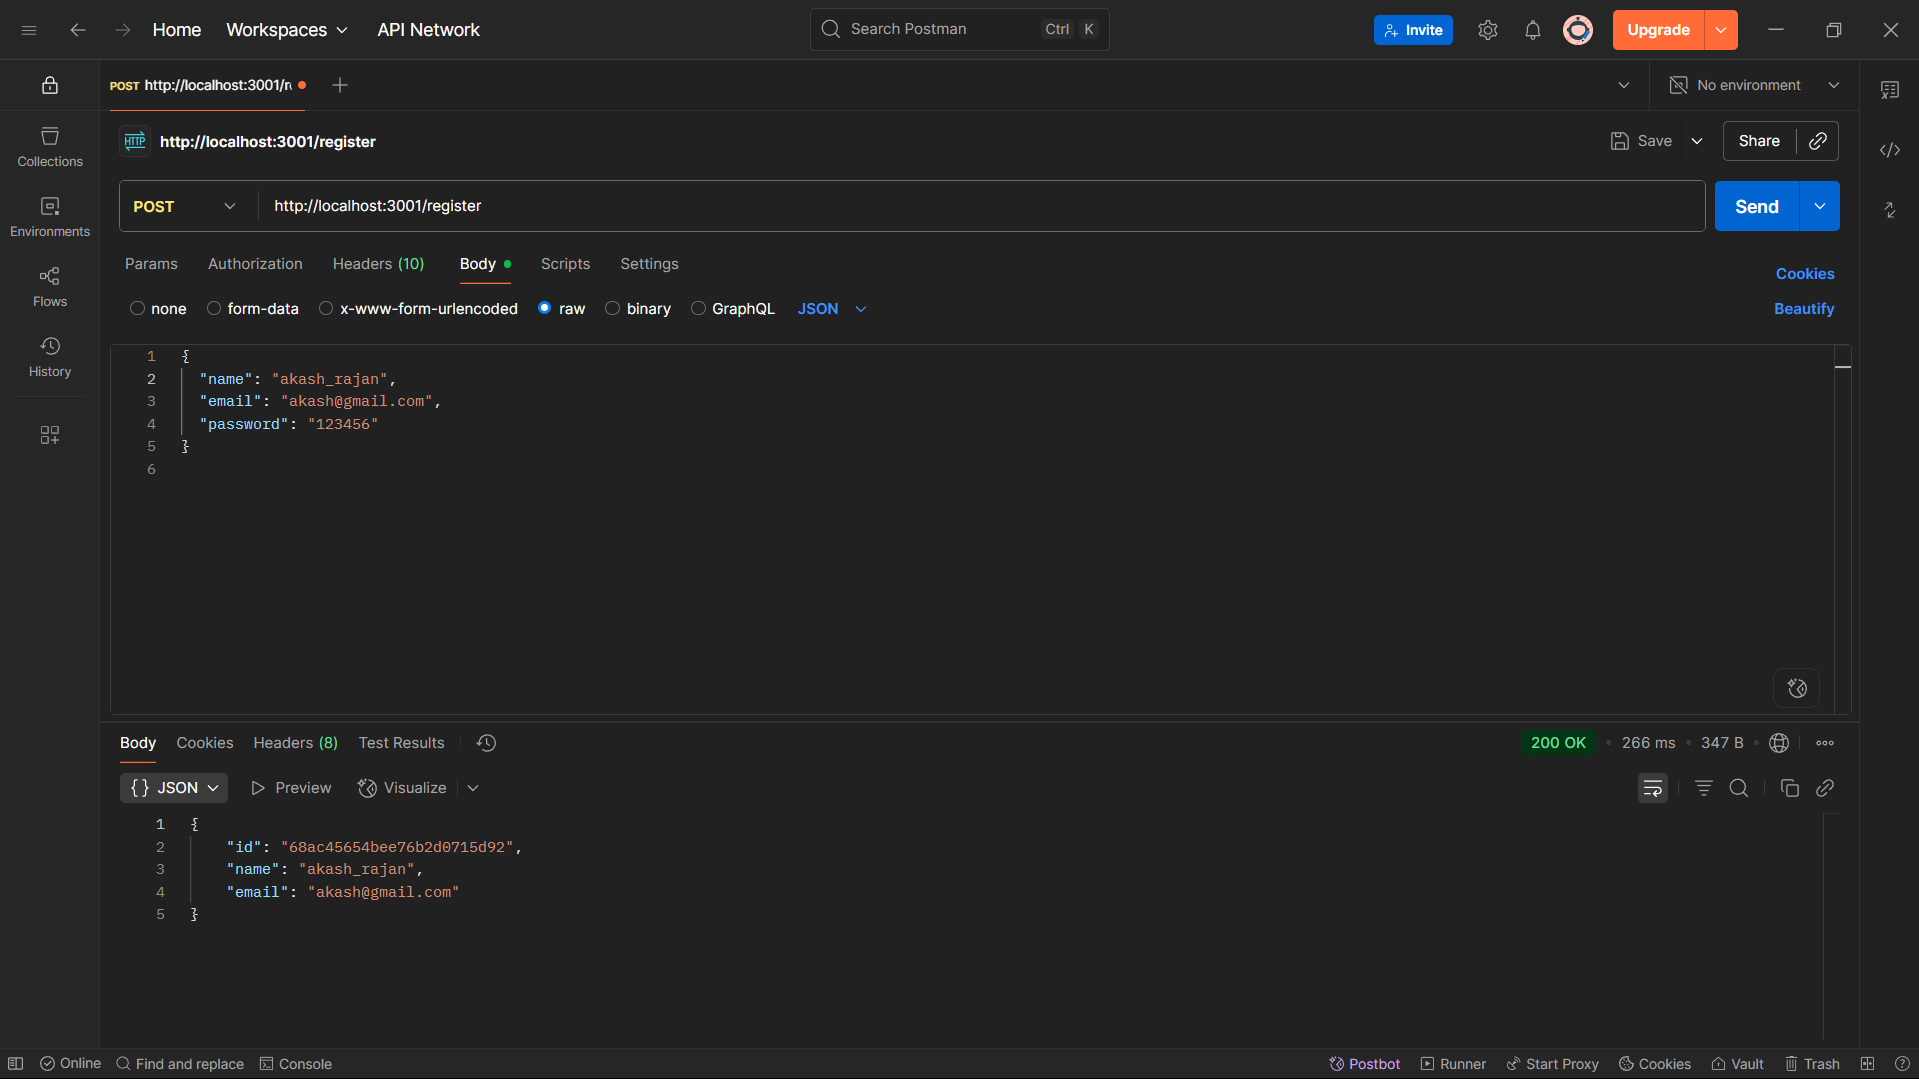 Home Workspaces API Network Search Postman Ctrl K Invite Upgrade
POST http://localhost:3001/r No environment
HTTP http://localhost:3001/register Save Share
POST http://localhost:3001/register Send
Params Authorization Headers (10) Body Scripts Settings Cookies
none form-data x-www-form-urlencoded raw binary GraphQL JSON Beautify
Collections
Environments
Flows
History
1 {
2 "name": "akash_rajan",
3 "email": "akash@gmail.com",
4 "password": "123456"
5 }
6
Body Cookies Headers (8) Test Results 200 OK • 266 ms • 347 B •
{} JSON Preview Visualize
1 {
2 "id": "68ac45654bee76b2d0715d92",
3 "name": "akash_rajan",
4 "email": "akash@gmail.com"
5 }
Online Find and replace Console Postbot Runner Start Proxy Cookies Vault Trash